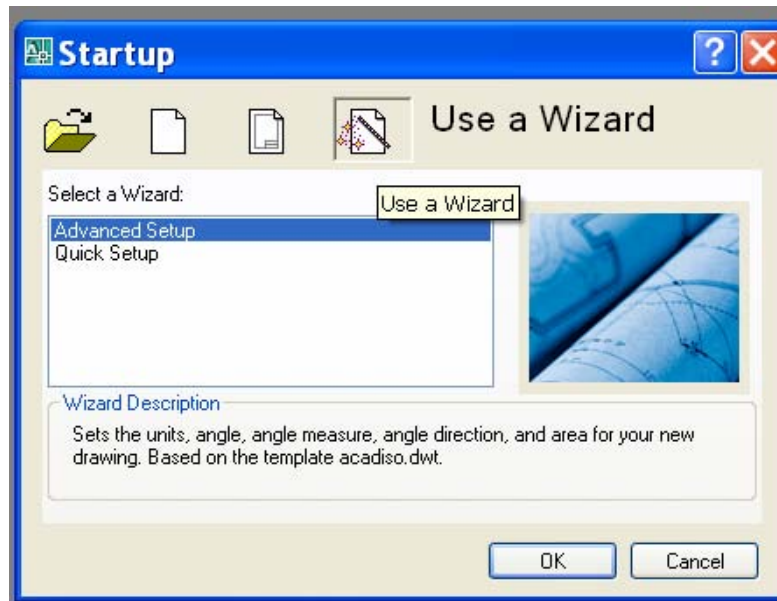 Startup
Use a Wizard
Select a Wizard:
Use a Wizard
Advanced Setup
Quick Setup
Wizard Description
Sets the units, angle, angle measure, angle direction, and area for your new
drawing. Based on the template acadiso.dwt.
OK
Cancel